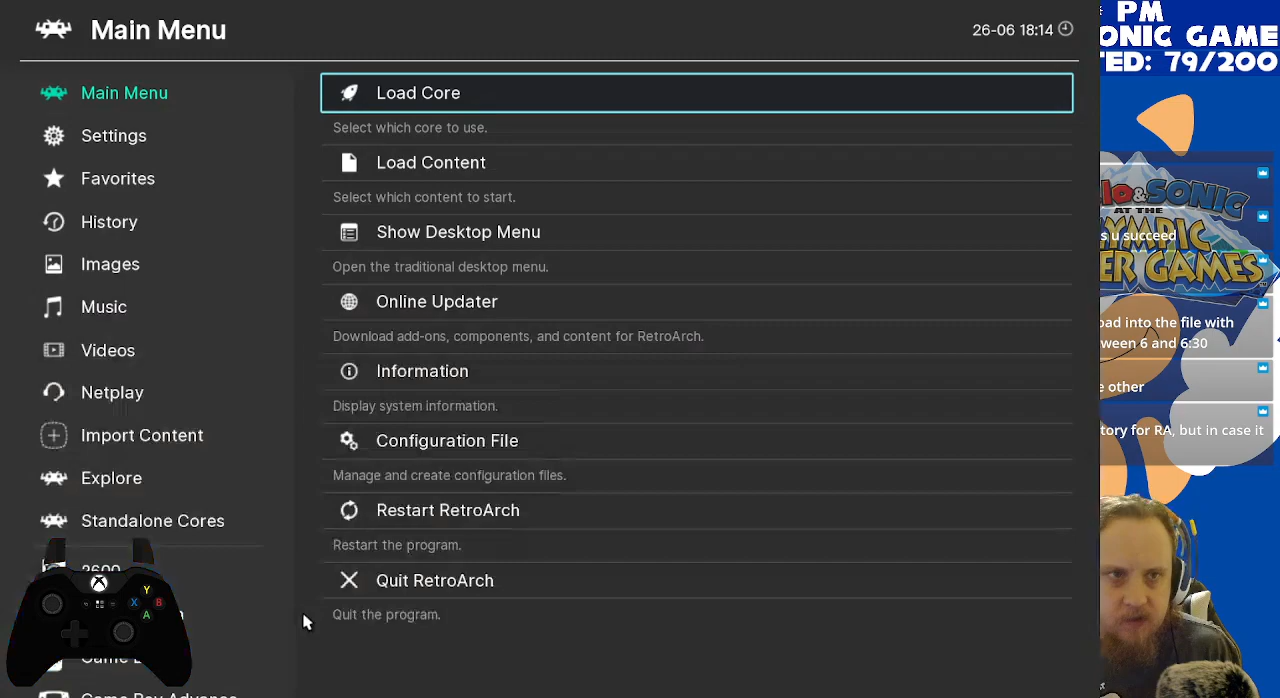 Main Menu
26-06 18:14
Main Menu
Settings
Favorites
History
Images
Music
Videos
Netplay
Import Content
Explore
Standalone Cores
2600
Load Core
Select which core to use.
Load Content
Select which content to start.
Show Desktop Menu
Open the traditional desktop menu.
Online Updater
Download add-ons, components, and content for RetroArch.
Information
Display system information.
Configuration File
Manage and create configuration files.
Restart RetroArch
Restart the program.
Quit RetroArch
Quit the program.
Y
X B
A
PM
ONIC GAME
TED: 79/200
& SONIC
AT THE
YMPIC
ER GAMES
s u succeed
oad into the file with
ween 6 and 6:30
e other
tory for RA, but in case it